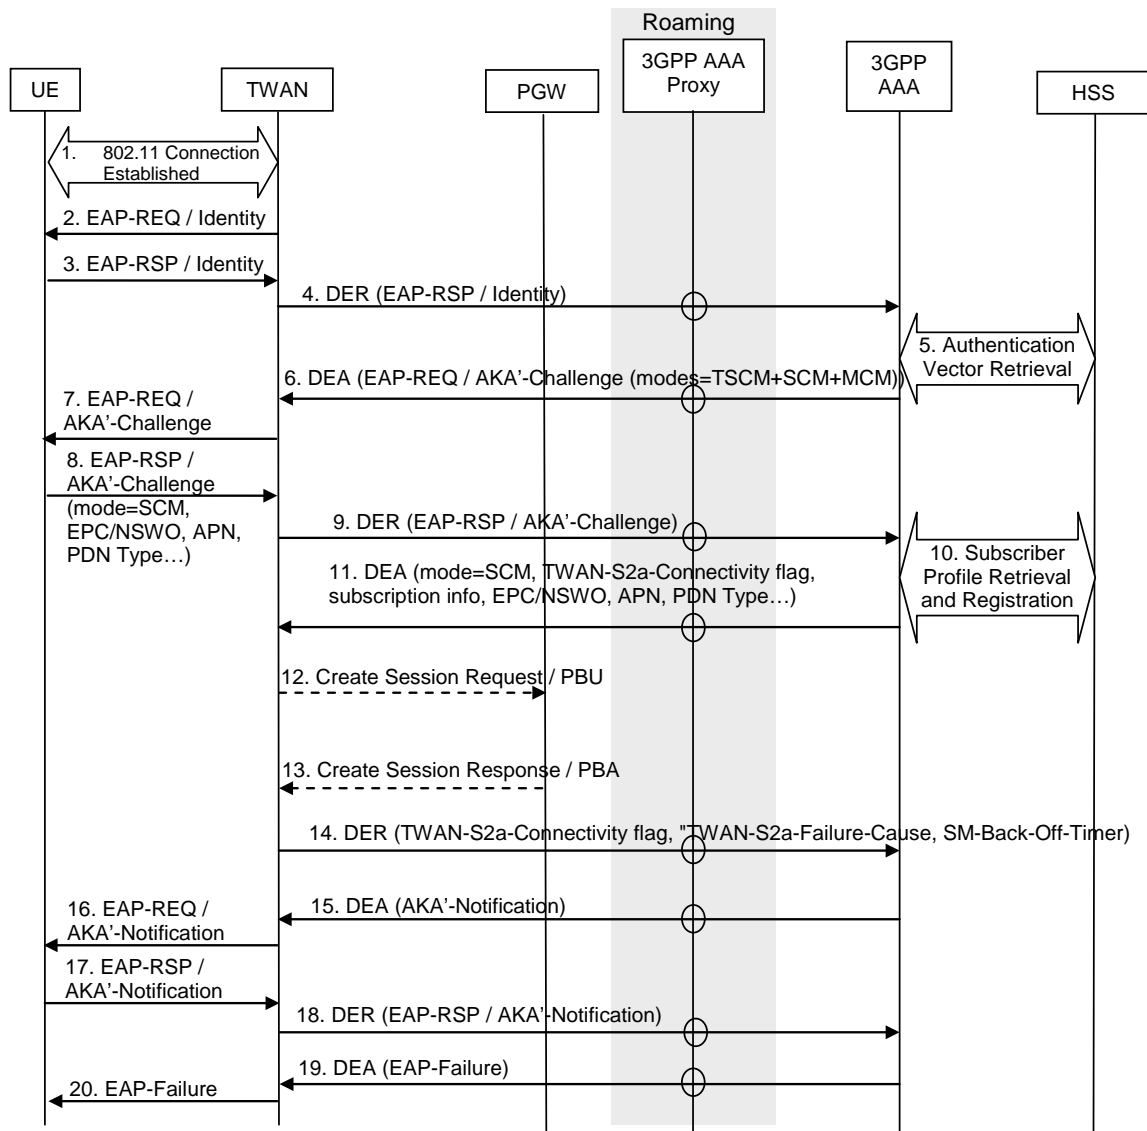 Roaming
UE
TWAN
PGW
3GPP AAA
Proxy
3GPP
AAA
HSS
1. 802.11 Connection
Established
2. EAP-REQ / Identity
3. EAP-RSP / Identity
4. DER (EAP-RSP / Identity)
5. Authentication
Vector Retrieval
6. DEA (EAP-REQ / AKA'-Challenge (modes=TSCM+SCM+MCM))
7. EAP-REQ /
AKA'-Challenge
8. EAP-RSP /
AKA'-Challenge
(mode=SCM,
EPC/NSWO, APN,
PDN Type…)
9. DER (EAP-RSP / AKA'-Challenge)
10. Subscriber
Profile Retrieval
and Registration
11. DEA (mode=SCM, TWAN-S2a-Connectivity flag,
subscription info, EPC/NSWO, APN, PDN Type…)
12. Create Session Request / PBU
13. Create Session Response / PBA
14. DER (TWAN-S2a-Connectivity flag, "TWAN-S2a-Failure-Cause, SM-Back-Off-Timer)
15. DEA (AKA'-Notification)
16. EAP-REQ /
AKA'-Notification
17. EAP-RSP /
AKA'-Notification
18. DER (EAP-RSP / AKA'-Notification)
19. DEA (EAP-Failure)
20. EAP-Failure